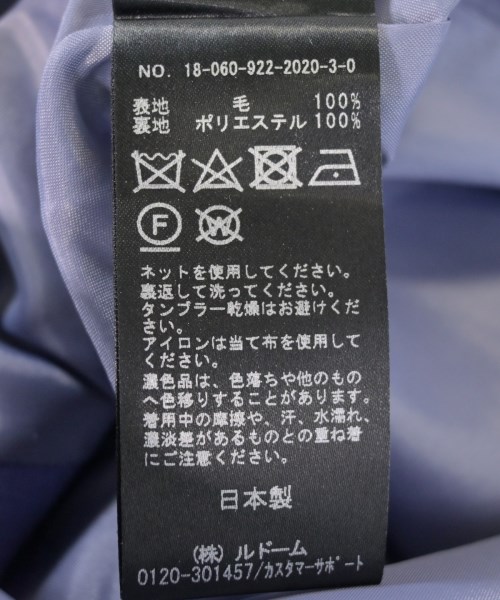 NO. 18-060-922-2020-3-0
表地 毛 100%
裏地 ポリエステル 100%
F
W
ネットを使用してください。
裏返して洗ってください。
タンブラー乾燥はお避けくだ
さい。
アイロンは当て布を使用して
ください。
濃色品は、色落ちや他のもの
へ色移りすることがあります。
着用中の摩擦や、汗、水濡れ、
濃淡差があるものとの重ね着
にご注意ください。
日本製
(株) ルドーム
0120-301457/カスタマーサポート